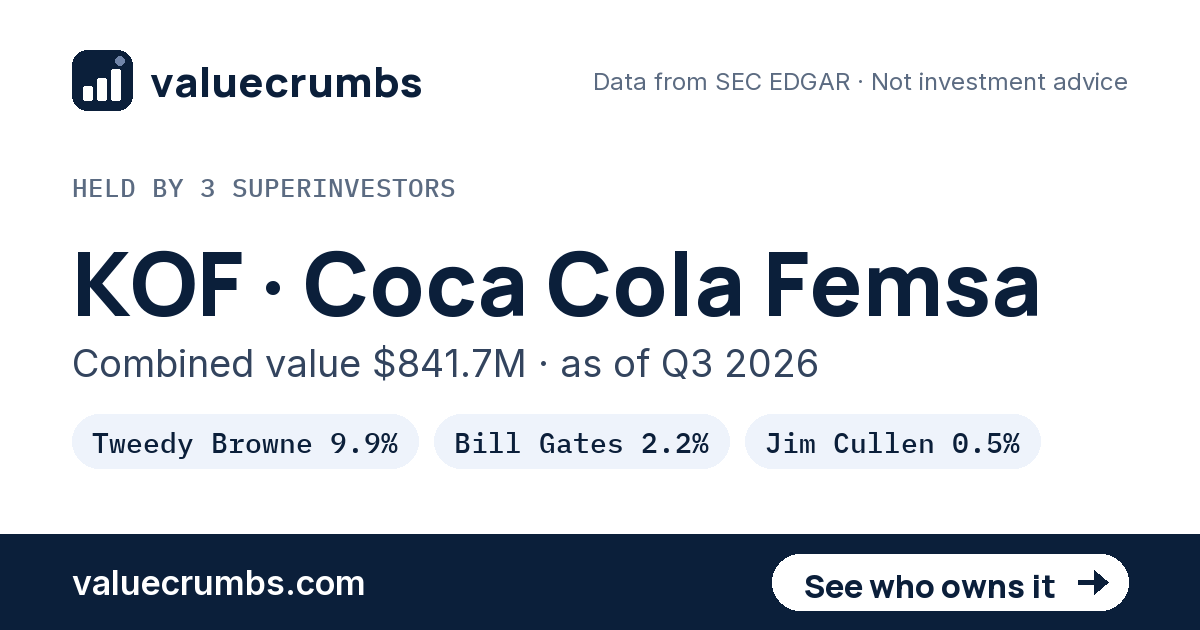 valuecrumbs
Data from SEC EDGAR · Not investment advice
HELD BY 3 SUPERINVESTORS
KOF · Coca Cola Femsa
Combined value $841.7M · as of Q3 2026
Tweedy Browne 9.9%
Bill Gates 2.2%
Jim Cullen 0.5%
valuecrumbs.com
See who owns it →